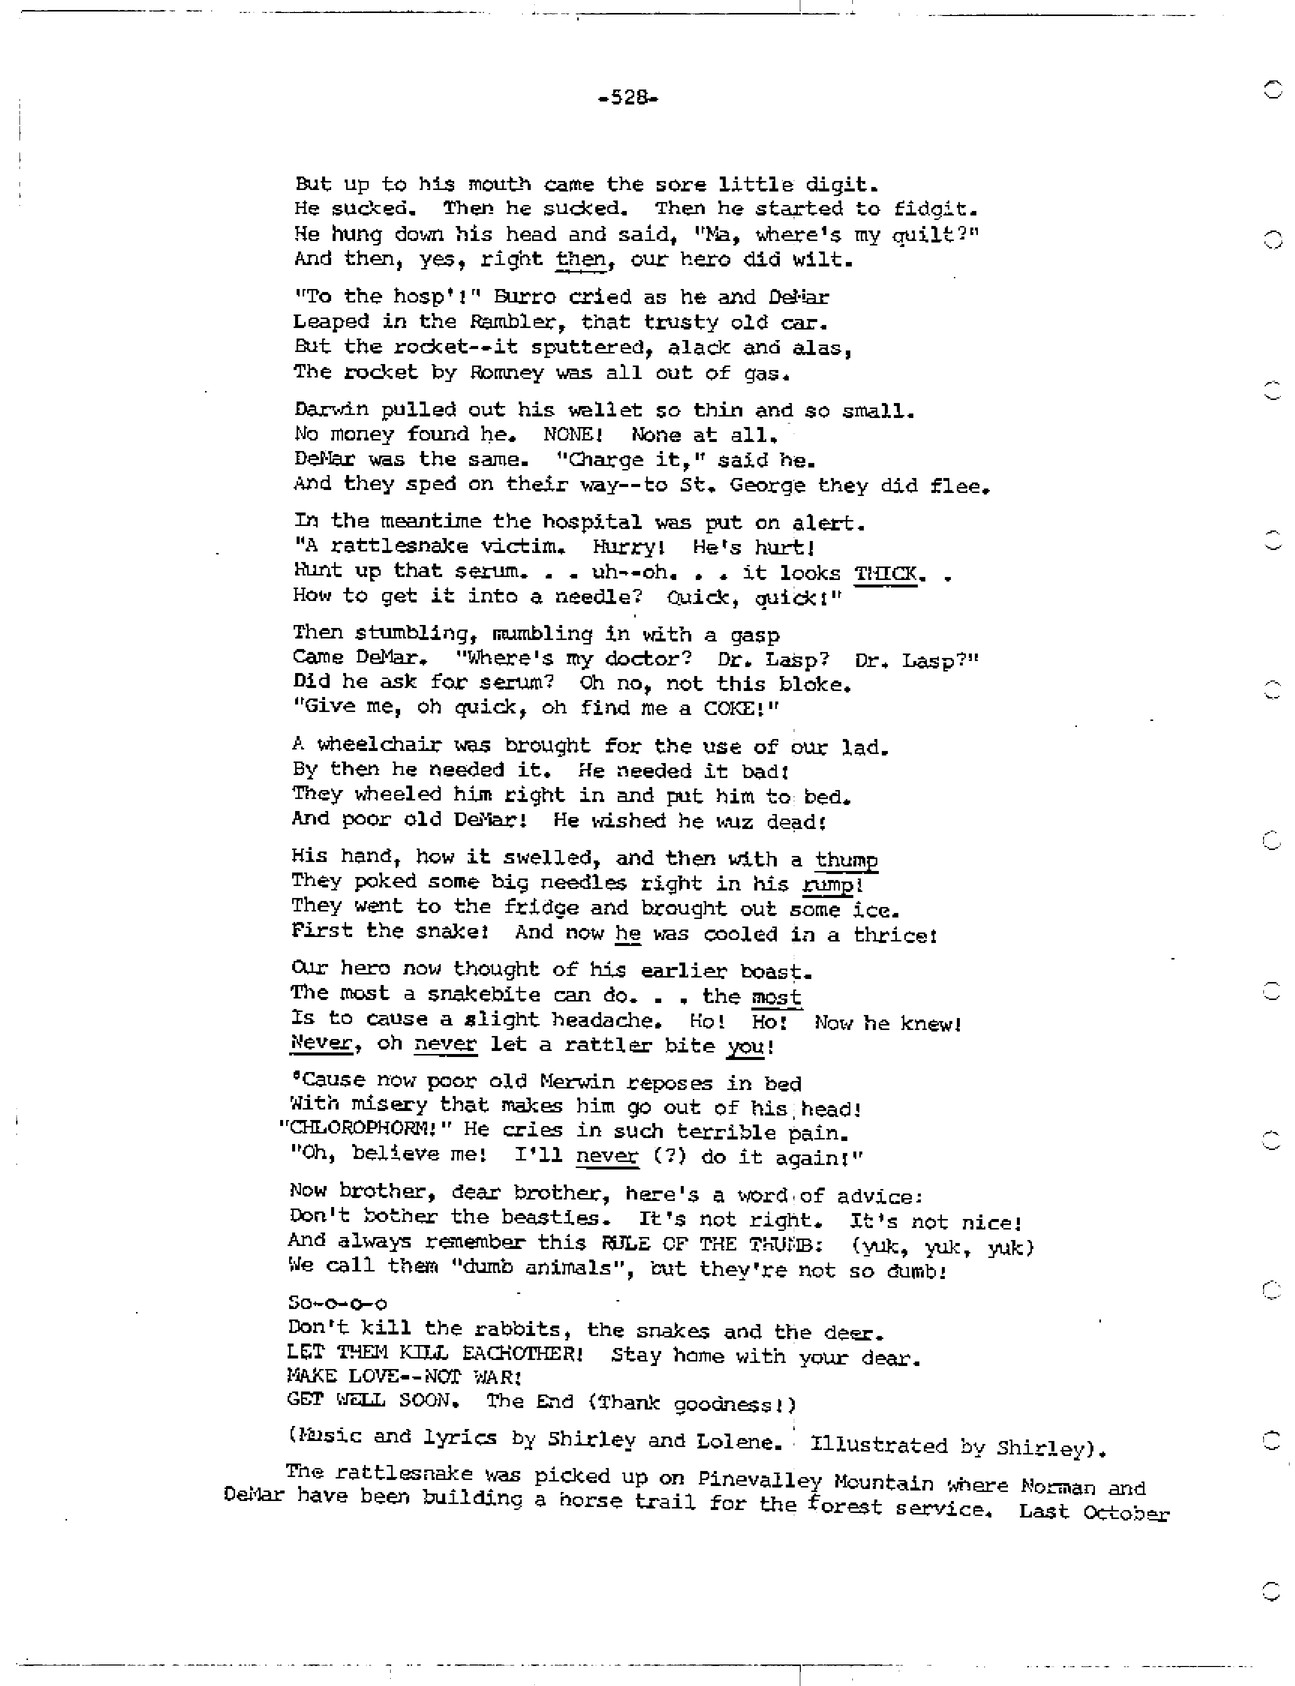 -528-
But up to his mouth came the sore little digit.
He sucked. Then he sucked. Then he started to fidgit.
He hung down his head and said, "Ma, where's my quilt?"
And then, yes, right then, our hero did wilt.
"To the hosp'!" Burro cried as he and DeMar
Leaped in the Rambler, that trusty old car.
But the rocket--it sputtered, alack and alas,
The rocket by Romney was all out of gas.
Darwin pulled out his wallet so thin and so small.
No money found he. NONE! None at all.
DeMar was the same. "Charge it," said he.
And they sped on their way--to St. George they did flee.
In the meantime the hospital was put on alert.
"A rattlesnake victim. Hurry! He's hurt!
Hunt up that serum. . . uh--oh. . . it looks THICK. .
How to get it into a needle? Quick, quick!"
Then stumbling, mumbling in with a gasp
Came DeMar. "Where's my doctor? Dr. Lasp? Dr. Lasp?"
Did he ask for serum? Oh no, not this bloke.
"Give me, oh quick, oh find me a COKE!"
A wheelchair was brought for the use of our lad.
By then he needed it. He needed it bad!
They wheeled him right in and put him to bed.
And poor old DeMar! He wished he wuz dead!
His hand, how it swelled, and then with a thump
They poked some big needles right in his rump!
They went to the fridge and brought out some ice.
First the snake! And now he was cooled in a thrice!
Our hero now thought of his earlier boast.
The most a snakebite can do. . . the most
Is to cause a slight headache. Ho! Ho! Now he knew!
Never, oh never let a rattler bite you!
'Cause now poor old Merwin reposes in bed
With misery that makes him go out of his head!
"CHLOROPHORM!" He cries in such terrible pain.
"Oh, believe me! I'll never (?) do it again!"
Now brother, dear brother, here's a word of advice:
Don't bother the beasties. It's not right. It's not nice!
And always remember this RULE OF THE THUMB: (yuk, yuk, yuk)
We call them "dumb animals", but they're not so dumb!
So-o-o-o
Don't kill the rabbits, the snakes and the deer.
LET THEM KILL EACHOTHER! Stay home with your dear.
MAKE LOVE--NOT WAR!
GET WELL SOON. The End (Thank goodness!)
(Music and lyrics by Shirley and Lolene. Illustrated by Shirley).
The rattlesnake was picked up on Pinevalley Mountain where Norman and
DeMar have been building a horse trail for the forest service. Last October